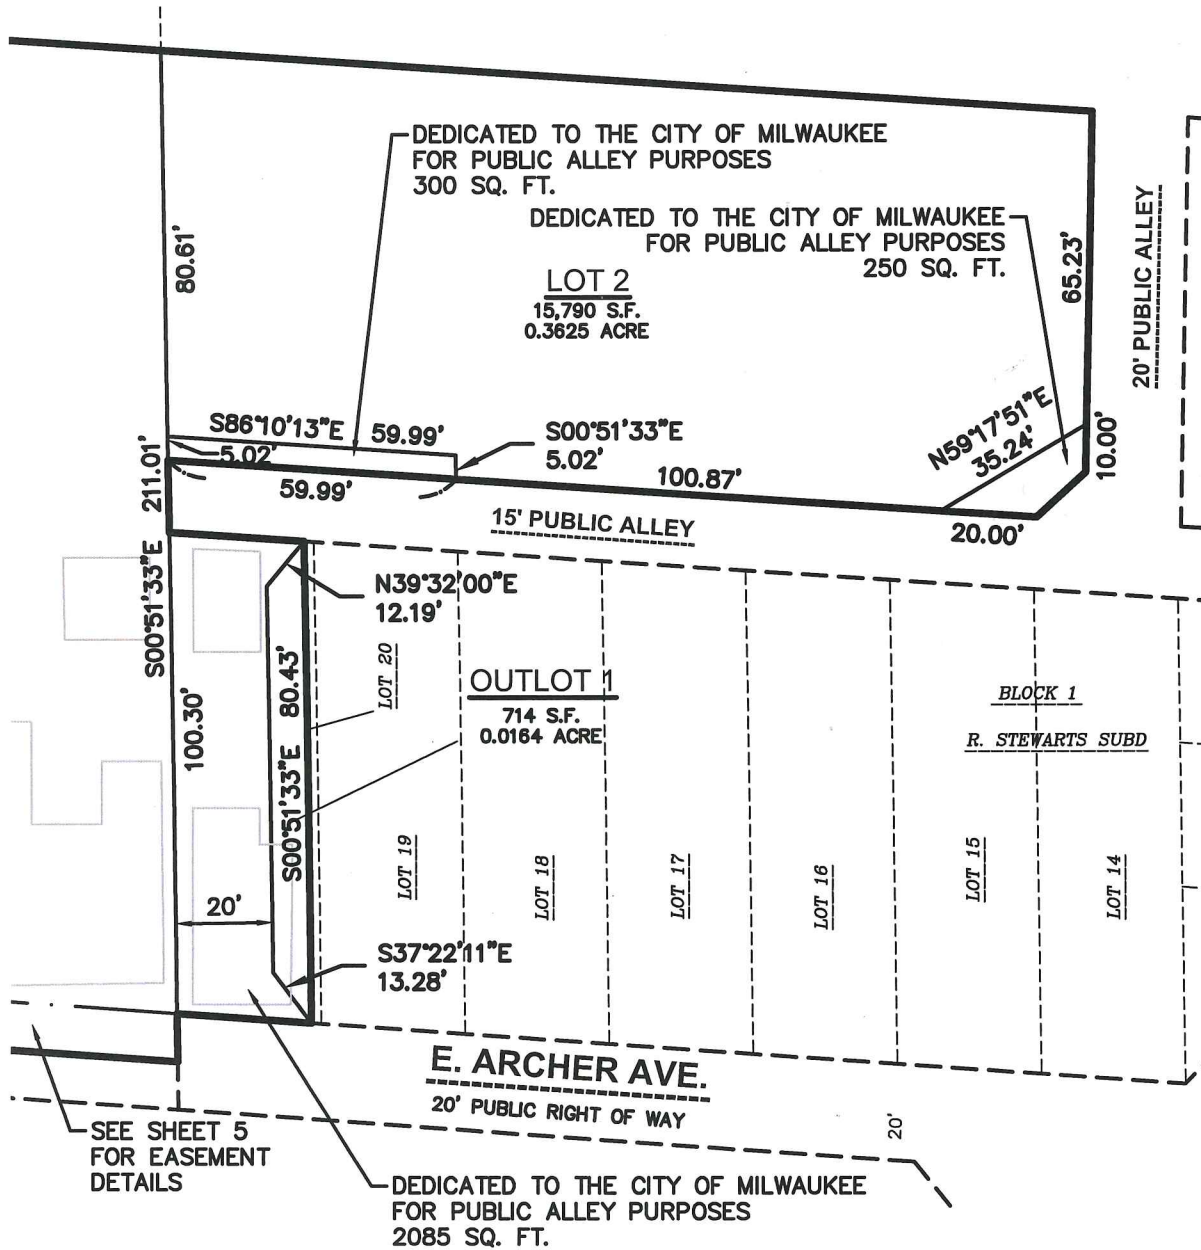 DEDICATED TO THE CITY OF MILWAUKEE
FOR PUBLIC ALLEY PURPOSES
300 SQ. FT.
DEDICATED TO THE CITY OF MILWAUKEE
FOR PUBLIC ALLEY PURPOSES
250 SQ. FT.
80.61'
LOT 2
15,790 S.F.
0.3625 ACRE
65.23'
20' PUBLIC ALLEY
S86°10'13"E 59.99'
5.02'
S00°51'33"E
5.02'
N59°17'51"E
35.24'
10.00'
211.01'
59.99'
100.87'
15' PUBLIC ALLEY
20.00'
S00°51'33"E
N39°32'00"E
12.19'
LOT 20
OUTLOT 1
714 S.F.
0.0164 ACRE
BLOCK 1
R. STEWARTS SUBD
100.30'
S00°51'33"E 80.43'
LOT 19
LOT 18
LOT 17
LOT 16
LOT 15
LOT 14
20'
S37°22'11"E
13.28'
E. ARCHER AVE.
20' PUBLIC RIGHT OF WAY
20'
SEE SHEET 5
FOR EASEMENT
DETAILS
DEDICATED TO THE CITY OF MILWAUKEE
FOR PUBLIC ALLEY PURPOSES
2085 SQ. FT.